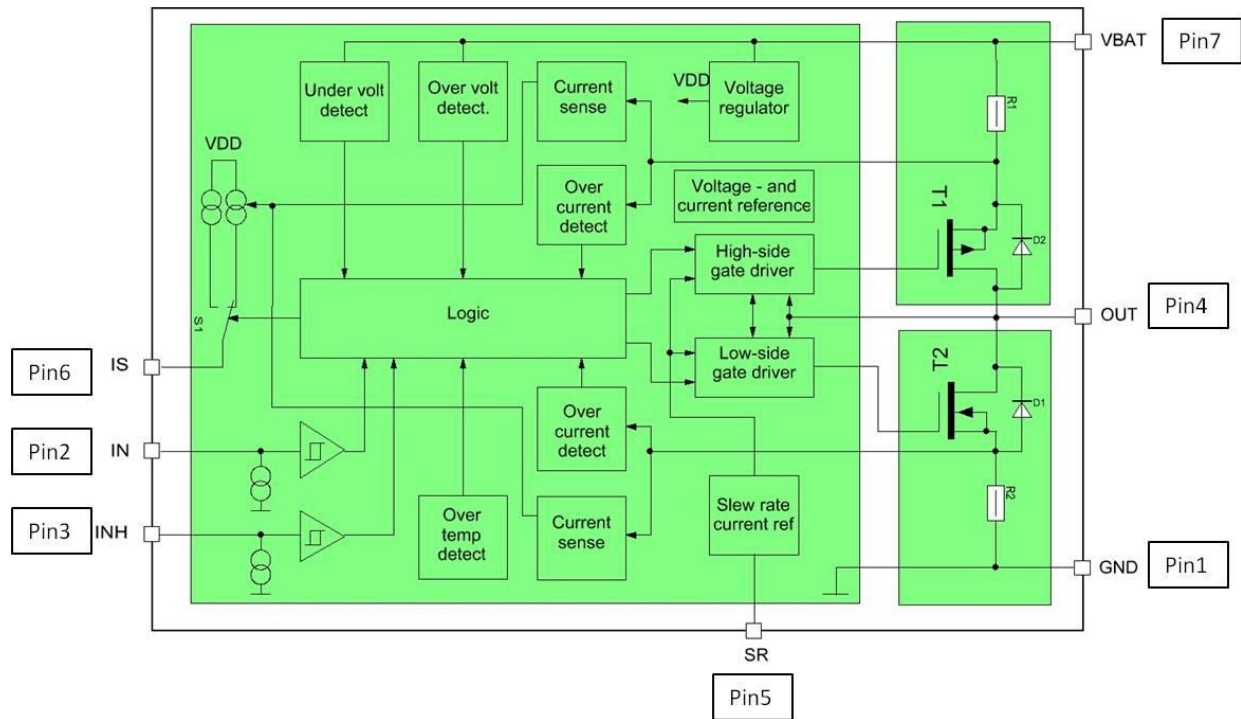 VBAT
Pin7
Under volt
detect
Over volt
detect.
Current
sense
VDD
Voltage
regulator
R1
VDD
Over
current
detect
Voltage - and
current reference
T1
D2
High-side
gate driver
Logic
S1
OUT
Pin4
Low-side
gate driver
T2
D1
Pin6
IS
Pin2
IN
Over
current
detect
Pin3
INH
Over
temp
detect
Current
sense
Slew rate
current ref
R2
GND
Pin1
SR
Pin5